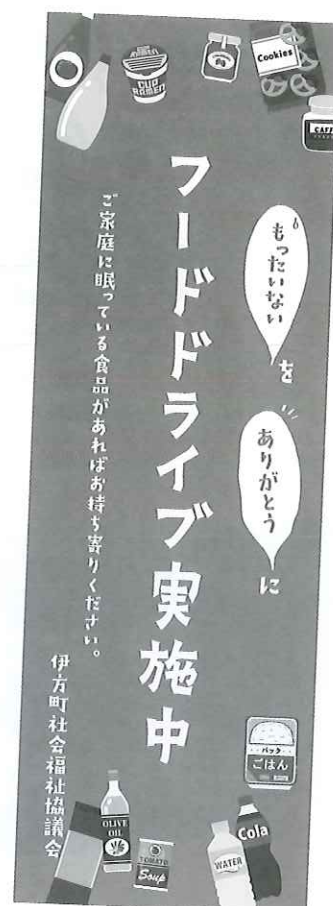 もったいない を ありがとう に
フードドライブ実施中
ご家庭に眠っている食品があればお持ち寄りください。
伊方町社会福祉協議会
CUP
RAMEN
Cookies
CAFE
パック
ごはん
OLIVE
OIL
TOMATO
Soup
WATER
Cola